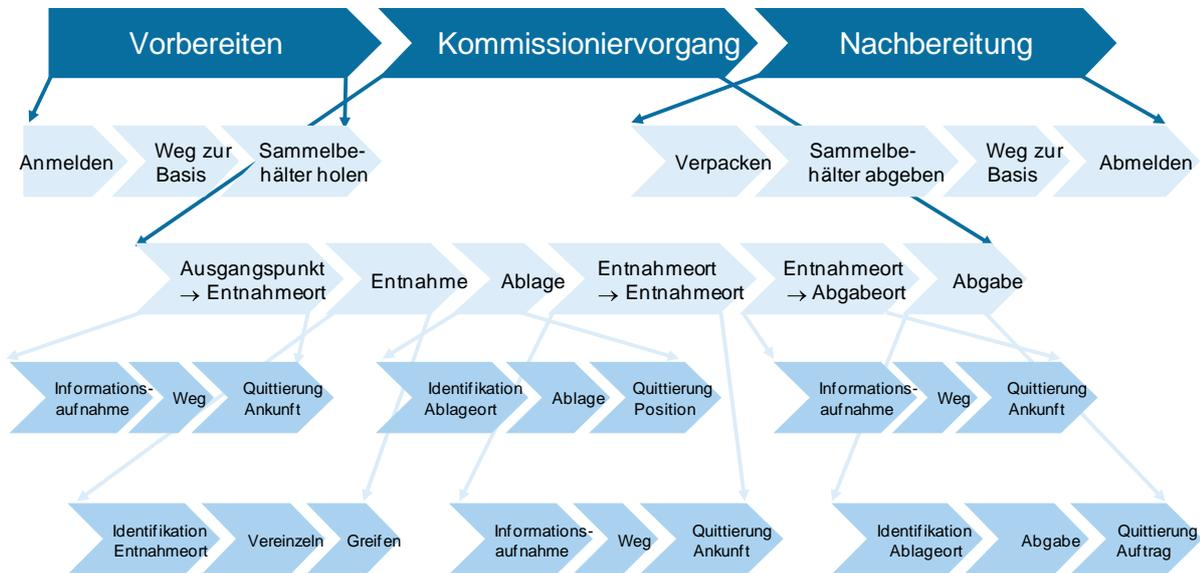 Vorbereiten
Kommissioniervorgang
Nachbereitung
Anmelden
Weg zur
Basis
Sammelbe-
hälter holen
Verpacken
Sammelbe-
hälter abgeben
Weg zur
Basis
Abmelden
Ausgangspunkt
→ Entnahmeort
Entnahme
Ablage
Entnahmeort
→ Entnahmeort
Entnahmeort
→ Abgabeort
Abgabe
Informations-
aufnahme
Weg
Quittierung
Ankunft
Identifikation
Ablageort
Ablage
Quittierung
Position
Informations-
aufnahme
Weg
Quittierung
Ankunft
Identifikation
Entnahmeort
Vereinzeln
Greifen
Informations-
aufnahme
Weg
Quittierung
Ankunft
Identifikation
Ablageort
Abgabe
Quittierung
Auftrag